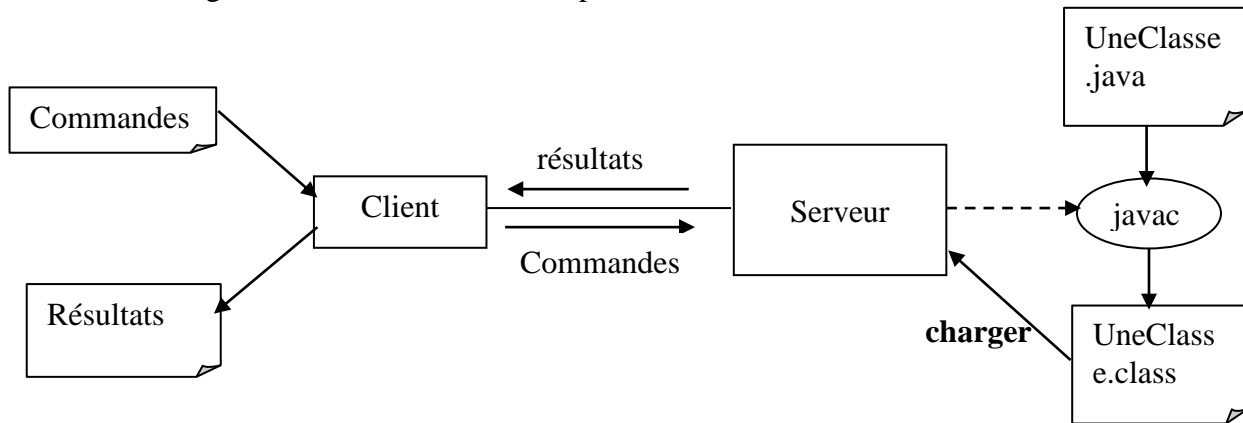 UneClasse
.java
Commandes
résultats
Client
Serveur
javac
Commandes
Résultats
charger
UneClass
e.class